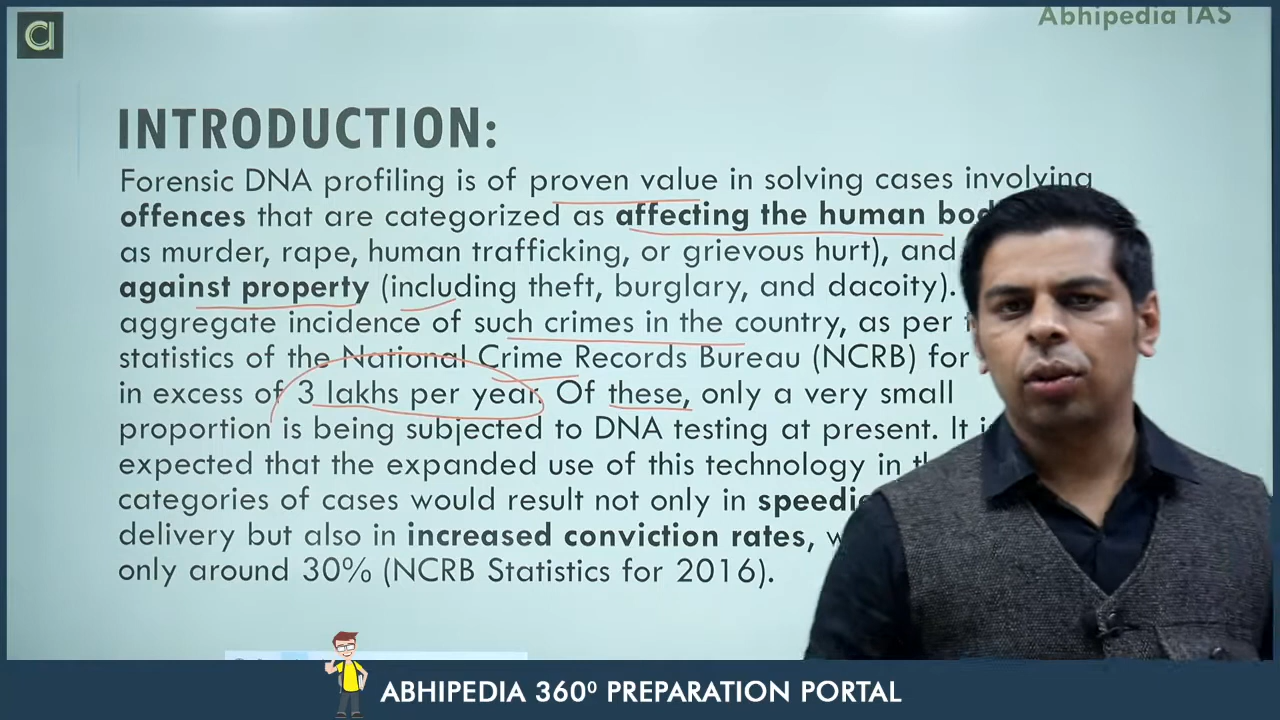 Abhipedia IAS
INTRODUCTION:
Forensic DNA profiling is of proven value in solving cases involving
offences that are categorized as affecting the human
as murder, rape, human trafficking, or grievous hurt), and
against property (including theft, burglary, and dacoity).
aggregate incidence of such crimes in the country, as per
statistics of the National Crime Records Bureau (NCRB) for
in excess of 3 lakhs per year. Of these, only a very small
proportion is being subjected to DNA testing at present. It
expected that the expanded use of this technology in
categories of cases would result not only in
delivery but also in increased conviction rates,
only around 30% (NCRB Statistics for 2016).
ABHIPEDIA 360⁰ PREPARATION PORTAL